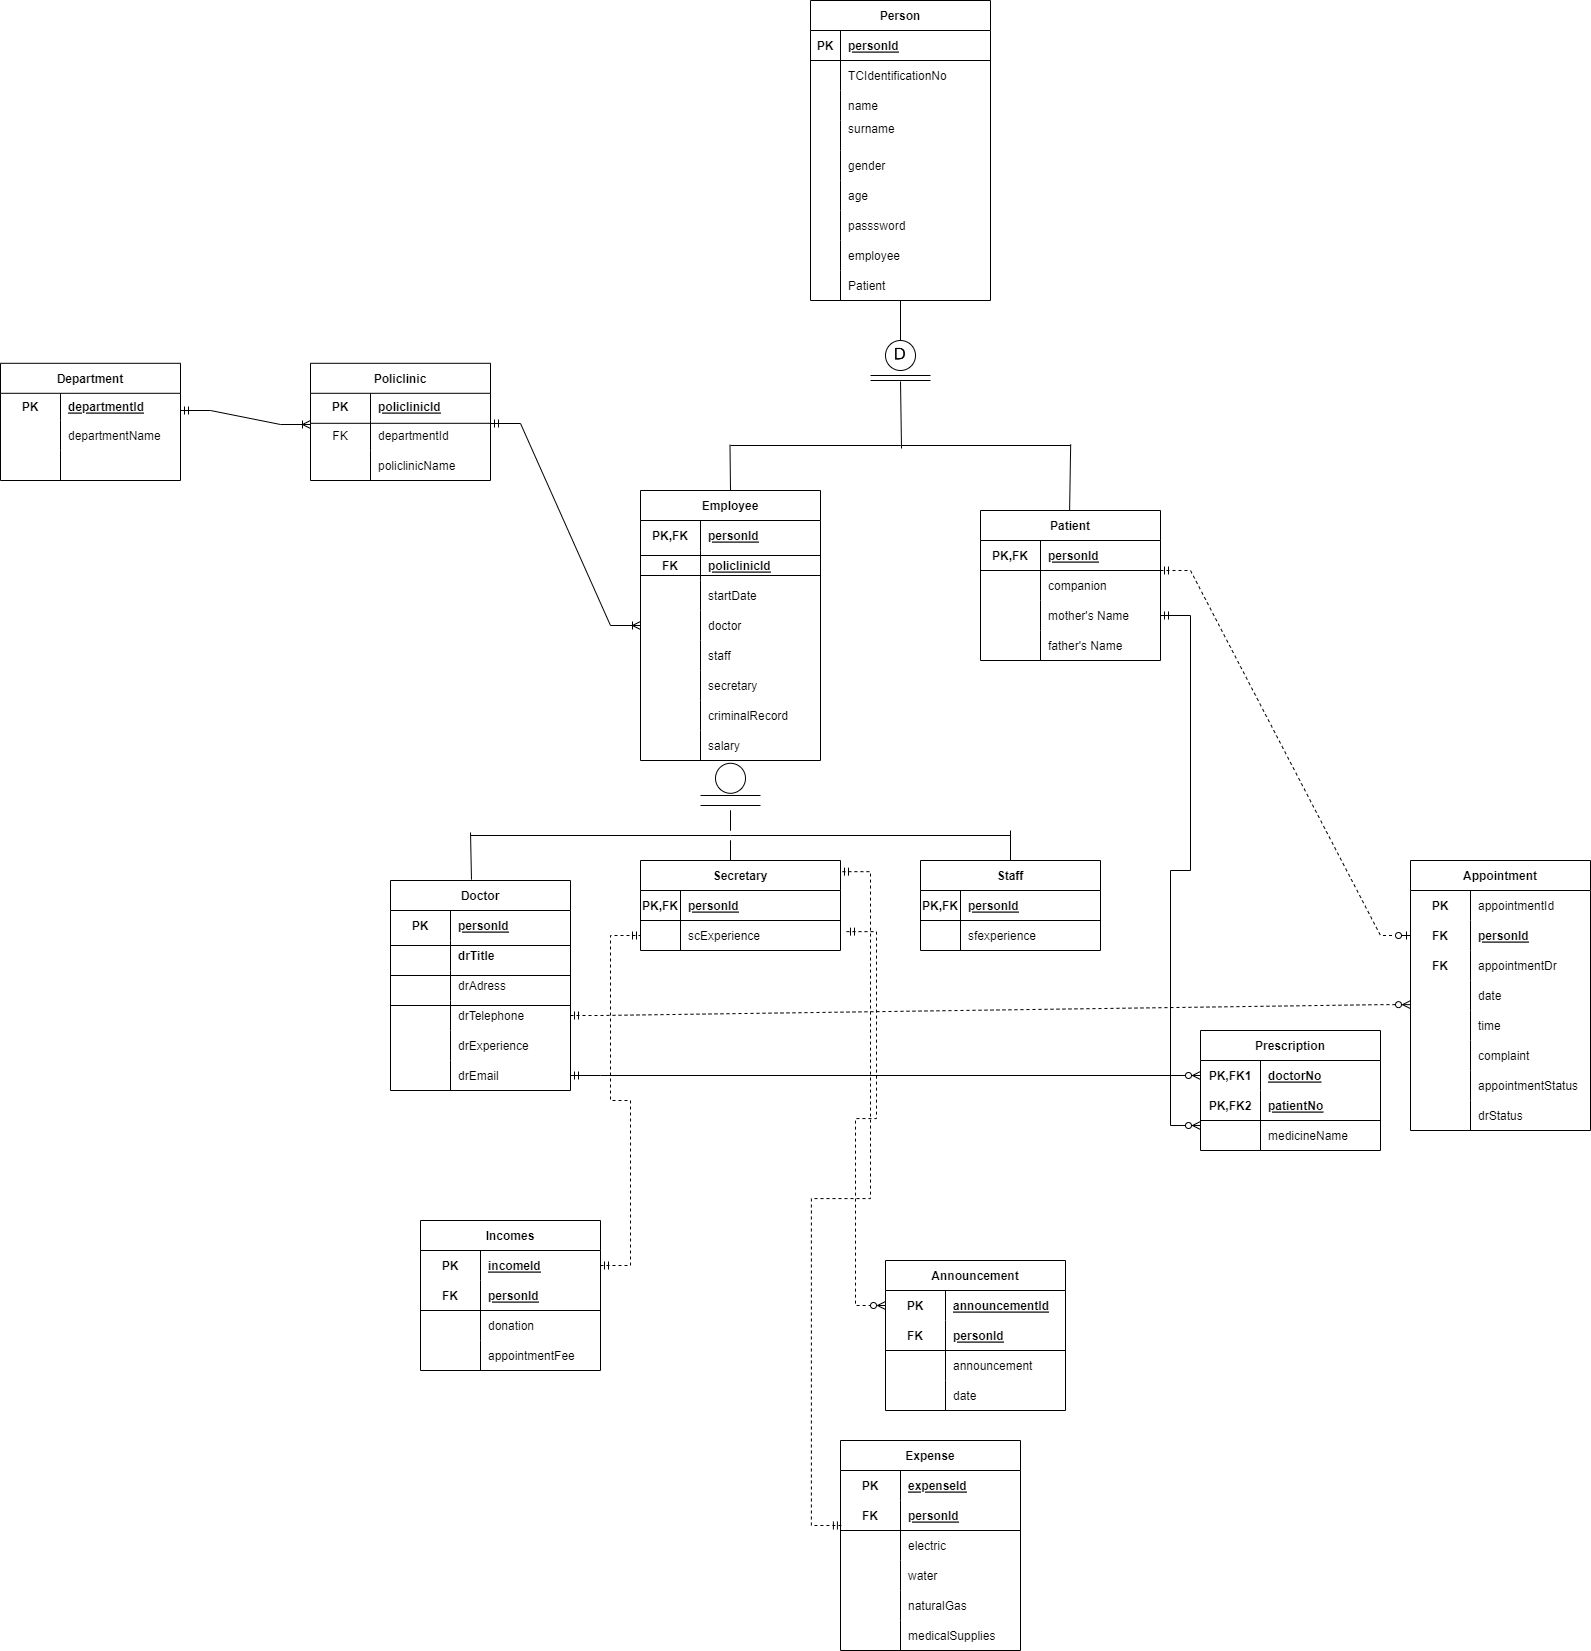 Person
PK personId
TCIdentificationNo
name
surname
gender
age
passsword
employee
Patient
D
Department
PK departmentId
departmentName
Policlinic
PK policlinicId
FK departmentId
policlinicName
Employee
PK,FK personId
FK policlinicId
startDate
doctor
staff
secretary
criminalRecord
salary
Patient
PK,FK personId
companion
mother's Name
father's Name
Doctor
PK personId
drTitle
drAdress
drTelephone
drExperience
drEmail
Secretary
PK,FK personId
scExperience
Staff
PK,FK personId
sfexperience
Appointment
PK appointmentId
FK personId
FK appointmentDr
date
time
complaint
appointmentStatus
drStatus
Prescription
PK,FK1 doctorNo
PK,FK2 patientNo
medicineName
Incomes
PK incomeId
FK personId
donation
appointmentFee
Announcement
PK announcementId
FK personId
announcement
date
Expense
PK expenseId
FK personId
electric
water
naturalGas
medicalSupplies